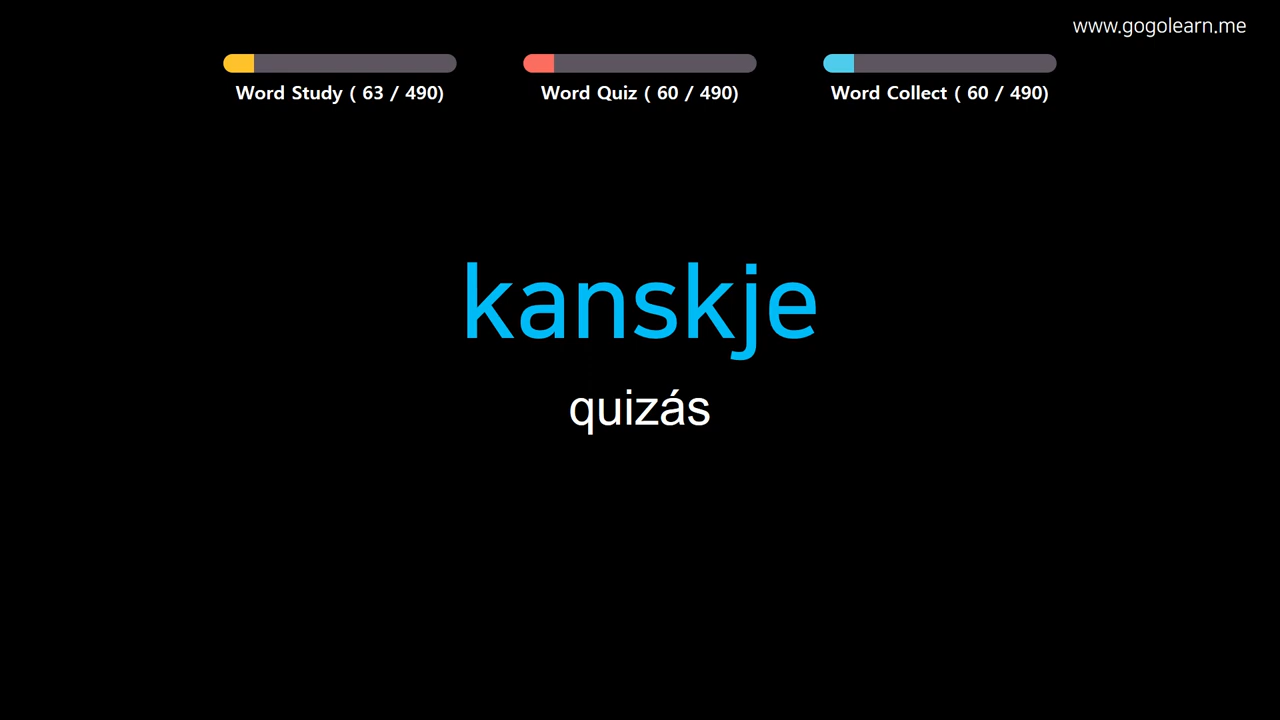 www.gogolearn.me
Word Study ( 63 / 490)
Word Quiz ( 60 / 490)
Word Collect ( 60 / 490)
kanskje
quizás